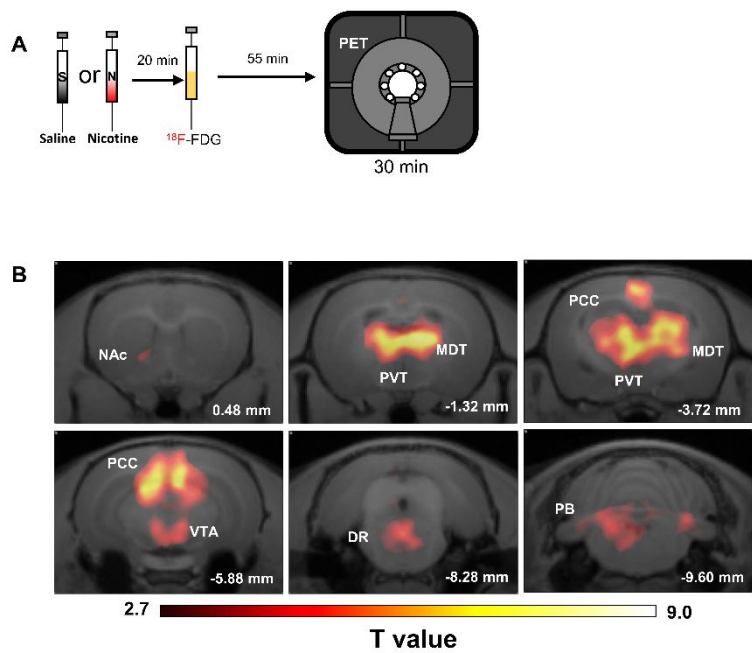 A
S
or
N
20 min
55 min
PET
Saline
Nicotine
¹⁸F-FDG
30 min
B
NAc
0.48 mm
MDT
PVT
-1.32 mm
PCC
MDT
PVT
-3.72 mm
PCC
VTA
-5.88 mm
DR
-8.28 mm
PB
-9.60 mm
2.7
9.0
T value